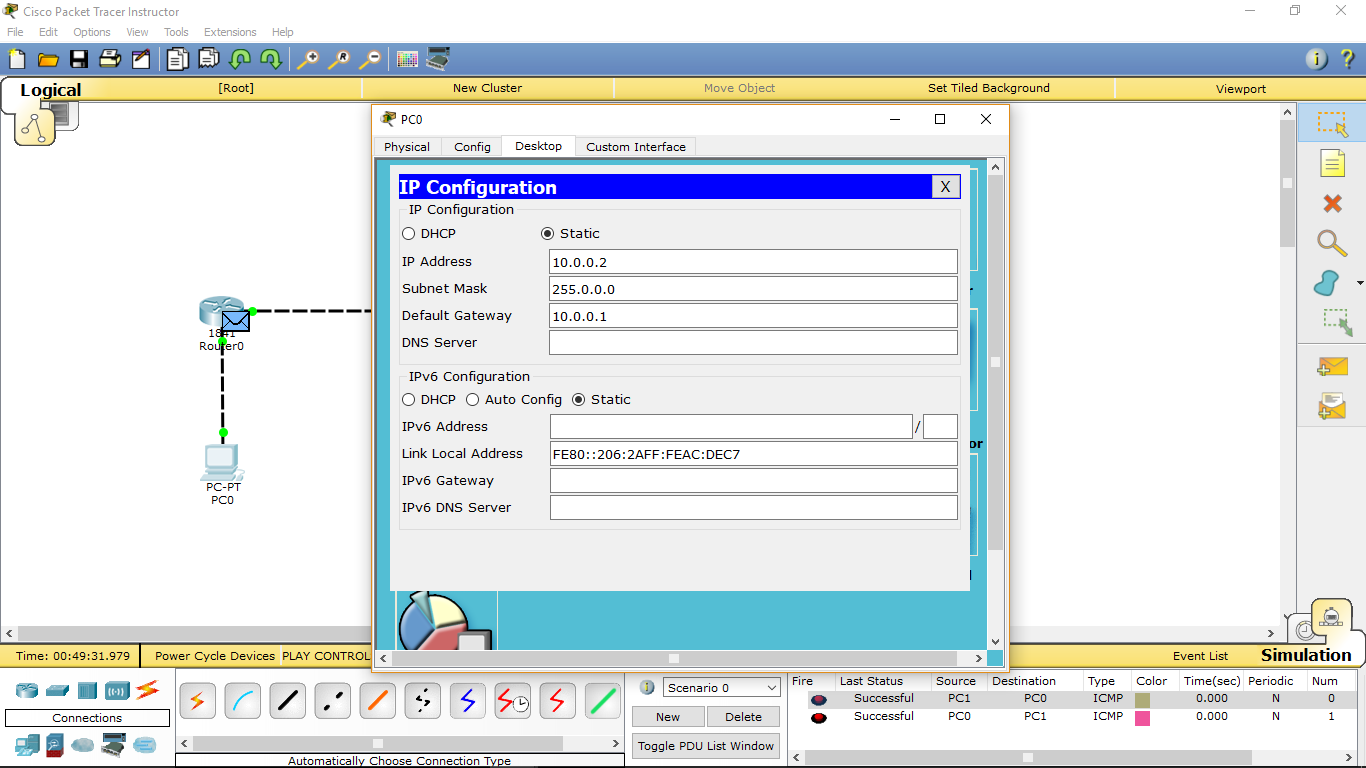 Cisco Packet Tracer Instructor
File Edit Options View Tools Extensions Help
Logical [Root] New Cluster Move Object Set Tiled Background Viewport
PC0
Physical Config Desktop Custom Interface
IP Configuration X
IP Configuration
DHCP Static
IP Address 10.0.0.2
Subnet Mask 255.0.0.0
Default Gateway 10.0.0.1
DNS Server
IPv6 Configuration
DHCP Auto Config Static
IPv6 Address /
Link Local Address FE80::206:2AFF:FEAC:DEC7
IPv6 Gateway
IPv6 DNS Server
1841
Router0
PC-PT
PC0
Time: 00:49:31.979 Power Cycle Devices PLAY CONTROL Event List Simulation
Connections
Automatically Choose Connection Type
Scenario 0
New Delete
Toggle PDU List Window
Fire Last Status Source Destination Type Color Time(sec) Periodic Num
Successful PC1 PC0 ICMP 0.000 N 0
Successful PC0 PC1 ICMP 0.000 N 1